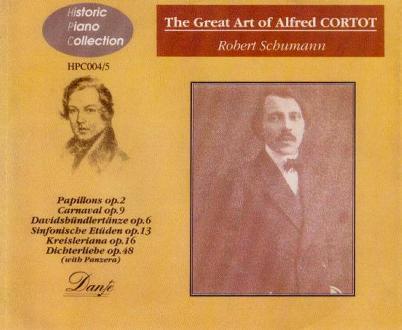 Historic
Piano
Collection
HPC004/5
The Great Art of Alfred CORTOT
Robert Schumann
Papillons op.2
Carnaval op.9
Davidsbündlertänze op.6
Sinfonische Etüden op.13
Kreisleriana op.16
Dichterliebe op.48
(with Panzera)
Danfe